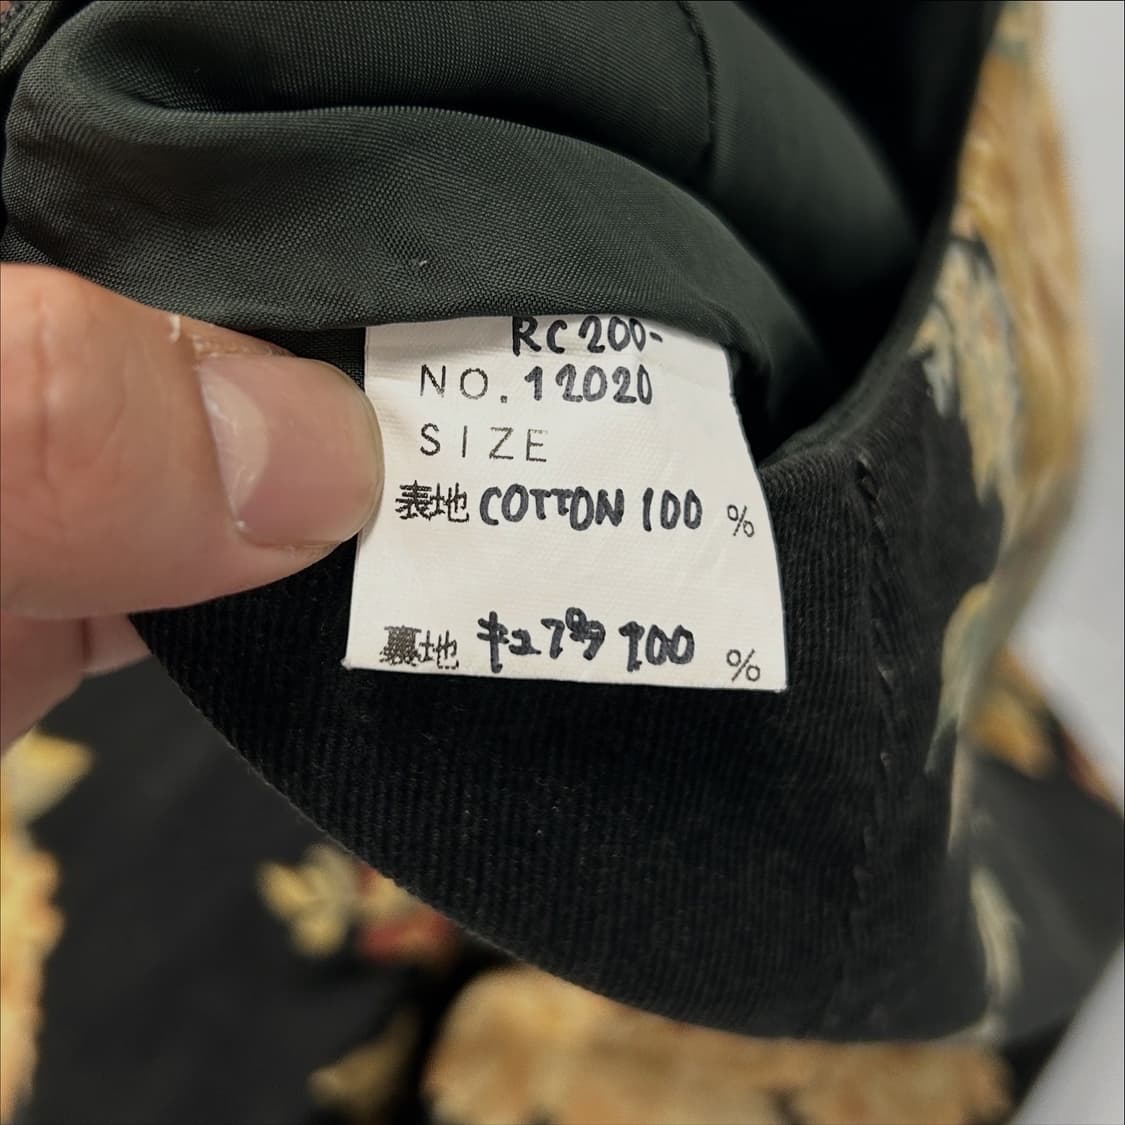 RC200-
NO. 12020
SIZE
表地 COTTON 100 %
裏地 キュプラ 100 %